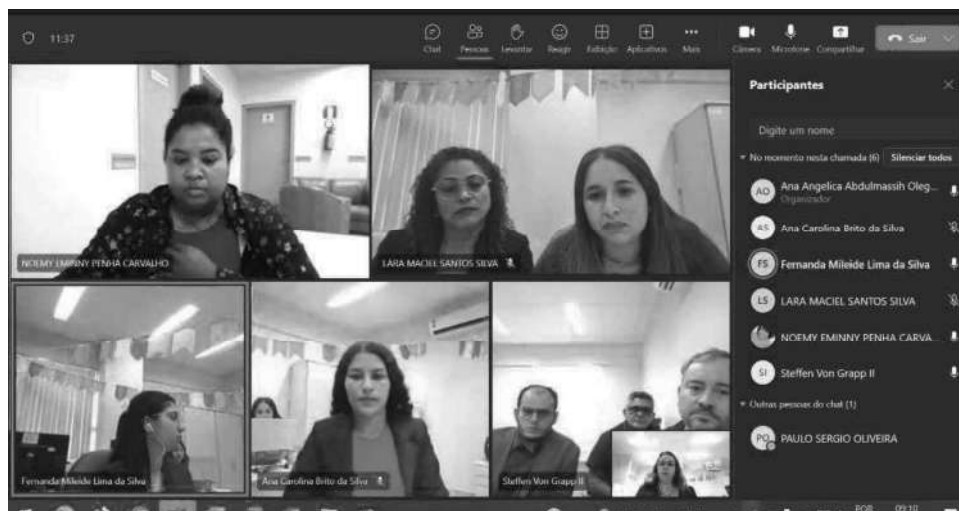 11:37
Chat Pessoas Levantar Reagir Exibição Aplicativos Mais Câmera Microfone Compartilhar Sair
Participantes
Digite um nome
No momento nesta chamada (6) Silenciar todos
AO Ana Angelica Abdulmassih Oleg...
Organizador
AS Ana Carolina Brito da Silva
FS Fernanda Mileide Lima da Silva
LS LARA MACIEL SANTOS SILVA
NOEMY EMINNY PENHA CARVA...
SI Steffen Von Grapp II
Outras pessoas do chat (1)
PO PAULO SERGIO OLIVEIRA
NOEMY EMINNY PENHA CARVALHO
LARA MACIEL SANTOS SILVA
Fernanda Mileide Lima da Silva
Ana Carolina Brito da Silva
Steffen Von Grapp II
POR 09:10